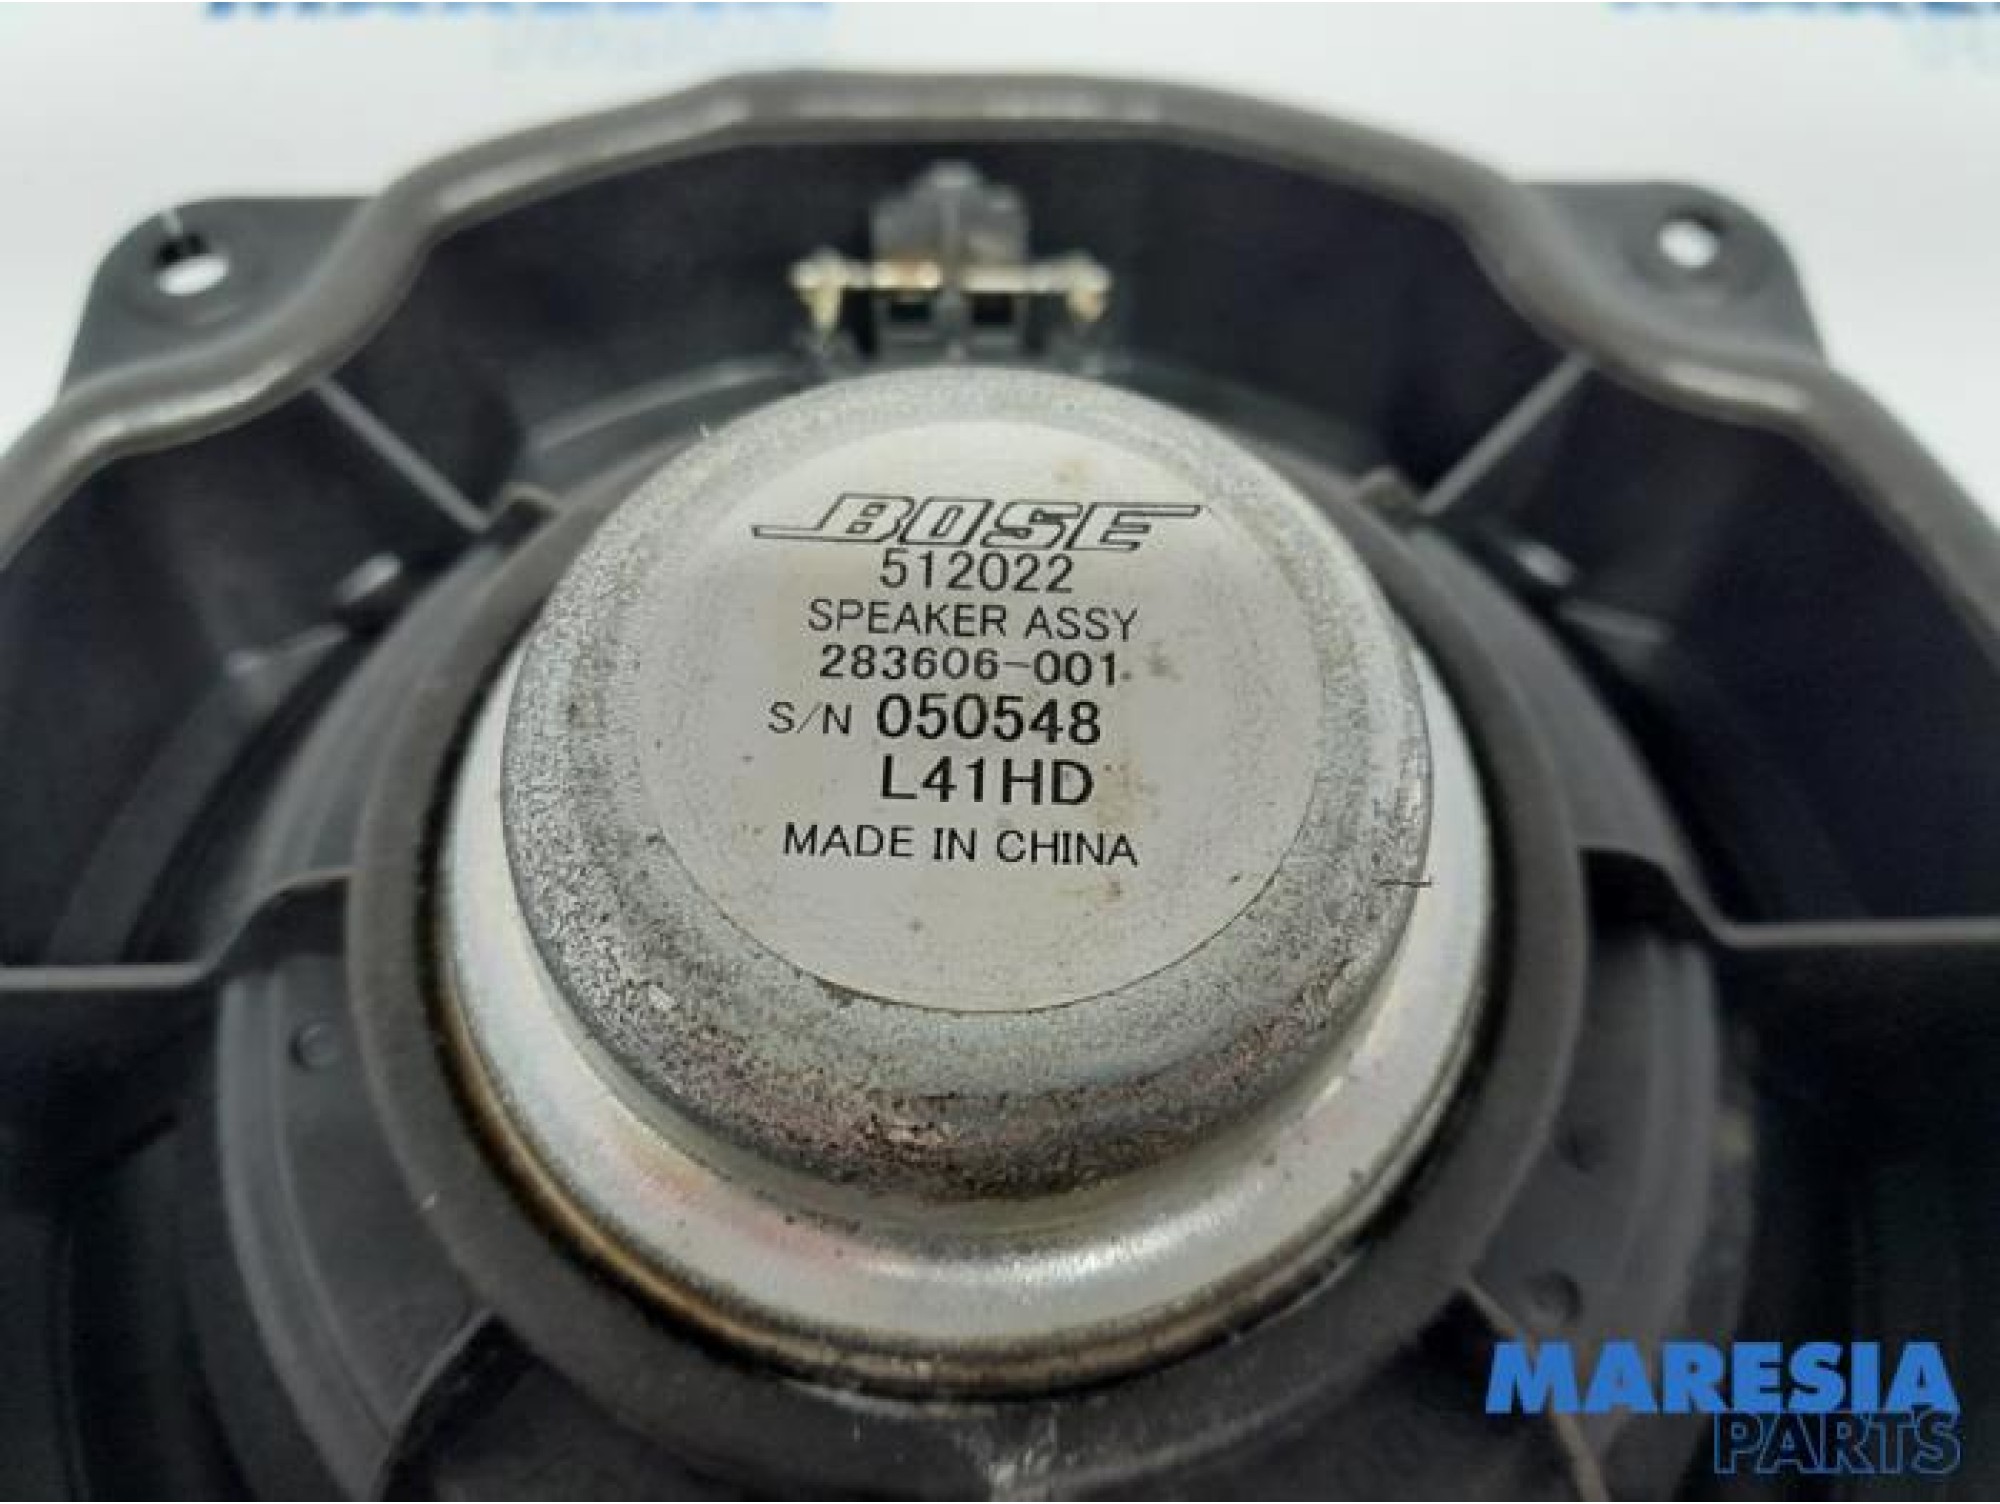 BOSE
512022
SPEAKER ASSY
283606-001
S/N 050548
L41HD
MADE IN CHINA
MARESIA
PARTS